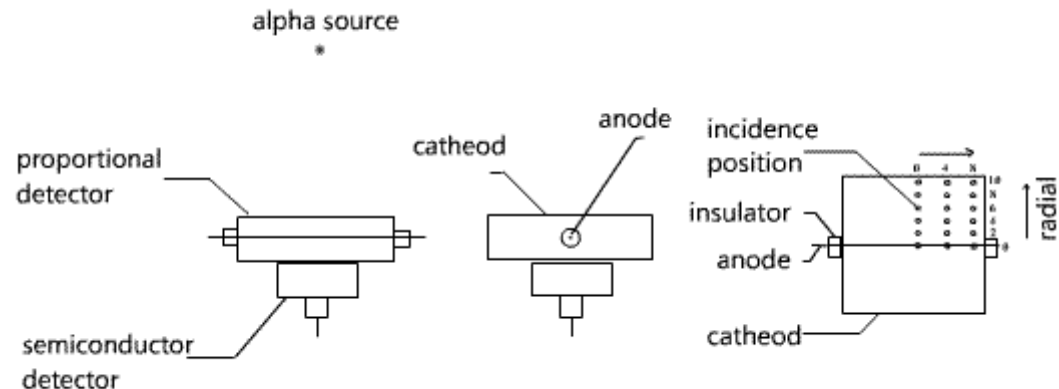 alpha source
*
proportional
detector
semiconductor
detector
catheod
anode
incidence
position
insulator
anode
catheod
0 4 8
10
8
6
4
2
0
radial